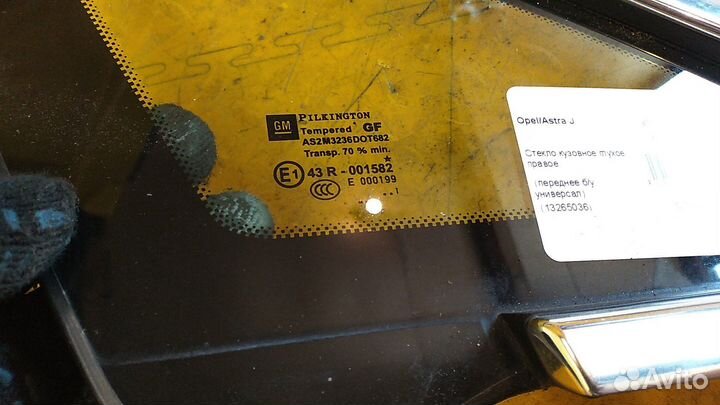 GM
PILKINGTON
Tempered GF
AS2M3236DOT682
Transp. 70 % min.
E1 43 R - 001582
CCC E 000199
Opel/Astra J
Стекло кузовное глухое
правое
(переднее б/у
универсал)
(13265036)
Avito